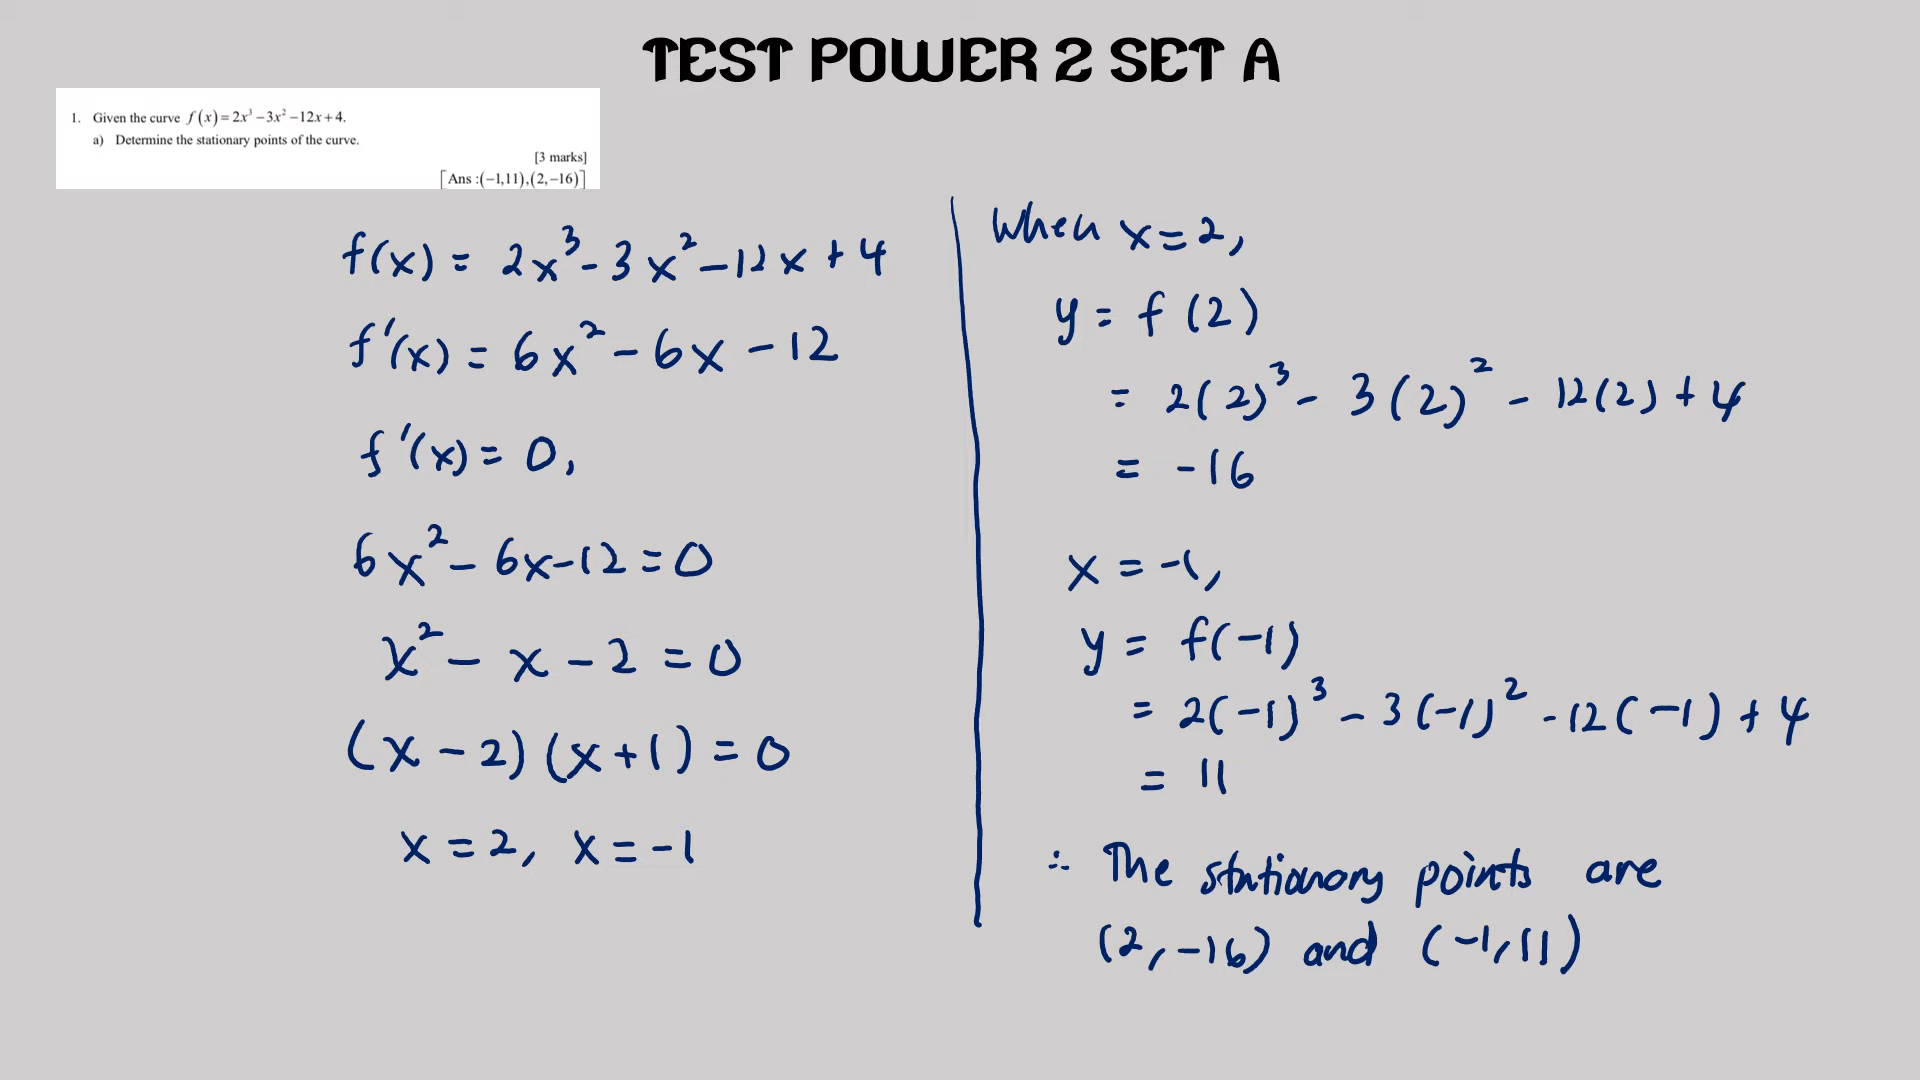 TEST POWER 2 SET A
1. Given the curve f(x) = 2x³ − 3x² − 12x + 4.
a) Determine the stationary points of the curve.
[3 marks]
[Ans :(−1,11),(2,−16)]
f(x) = 2x³ - 3x² - 12x + 4
f'(x) = 6x² - 6x - 12
f'(x) = 0,
6x² - 6x - 12 = 0
x² - x - 2 = 0
(x - 2)(x + 1) = 0
x = 2, x = -1
When x = 2,
y = f(2)
= 2(2)³ - 3(2)² - 12(2) + 4
= -16
x = -1,
y = f(-1)
= 2(-1)³ - 3(-1)² - 12(-1) + 4
= 11
∴ The stationary points are
(2, -16) and (-1, 11)